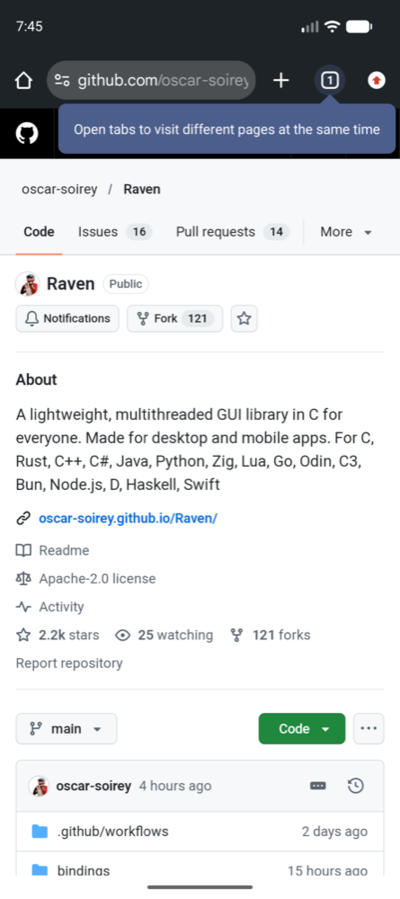 7:45
github.com/oscar-soirey
1
Open tabs to visit different pages at the same time
oscar-soirey / Raven
Code Issues 16 Pull requests 14 More
Raven Public
Notifications Fork 121
About
A lightweight, multithreaded GUI library in C for
everyone. Made for desktop and mobile apps. For C,
Rust, C++, C#, Java, Python, Zig, Lua, Go, Odin, C3,
Bun, Node.js, D, Haskell, Swift
oscar-soirey.github.io/Raven/
Readme
Apache-2.0 license
Activity
2.2k stars 25 watching 121 forks
Report repository
main Code
oscar-soirey 4 hours ago
.github/workflows 2 days ago
bindings 15 hours ago